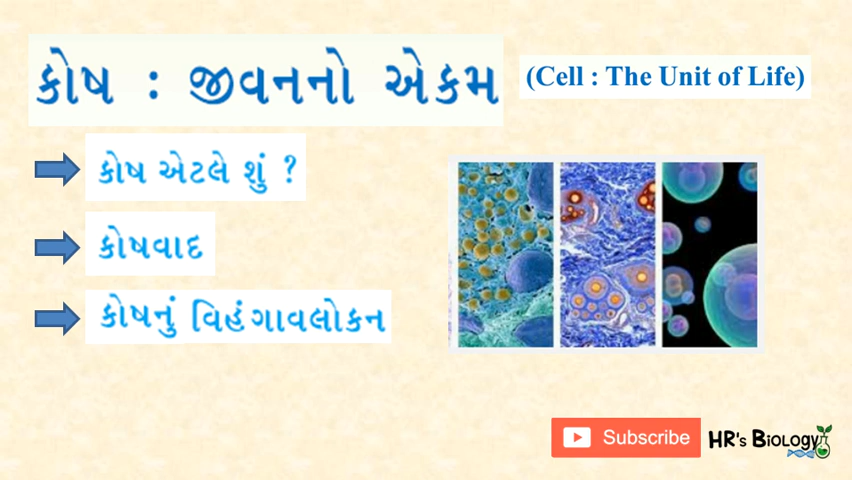 કોષ : જીવનનો એકમ (Cell : The Unit of Life)
કોષ એટલે શું ?
કોષવાદ
કોષનું વિહંગાવલોકન
Subscribe HR's BiOLOGY